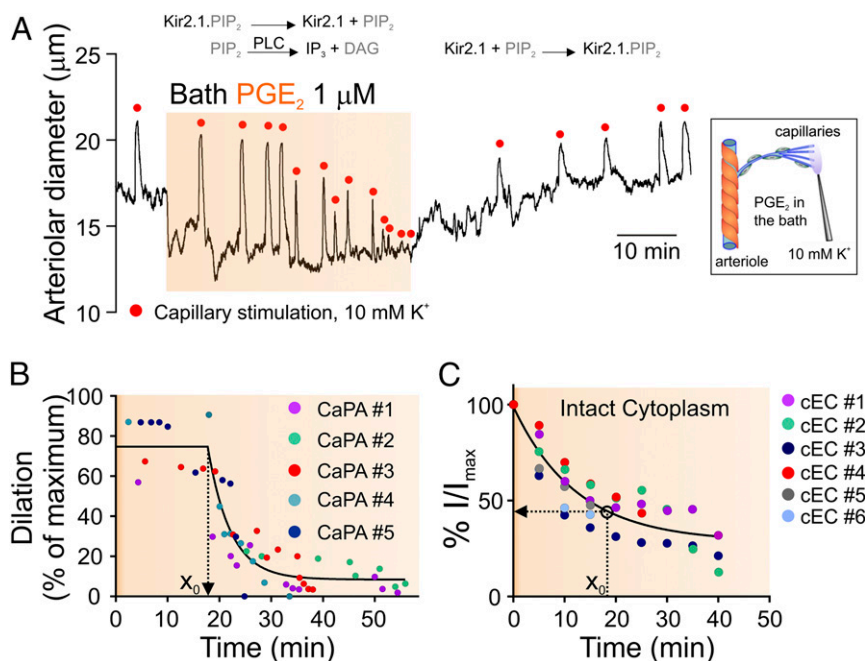 A
Kir2.1.PIP₂ → Kir2.1 + PIP₂
PIP₂ PLC → IP₃ + DAG
Kir2.1 + PIP₂ → Kir2.1.PIP₂
Arteriolar diameter (μm)
25
20
15
10
Bath PGE₂ 1 μM
10 min
Capillary stimulation, 10 mM K⁺
capillaries
PGE₂ in
the bath
arteriole
10 mM K⁺
B
Dilation
(% of maximum)
100
80
60
40
20
0
CaPA #1
CaPA #2
CaPA #3
CaPA #4
CaPA #5
X₀
0 10 20 30 40 50
Time (min)
C
% I/Imax
100
50
0
Intact Cytoplasm
X₀
0 10 20 30 40 50
Time (min)
cEC #1
cEC #2
cEC #3
cEC #4
cEC #5
cEC #6